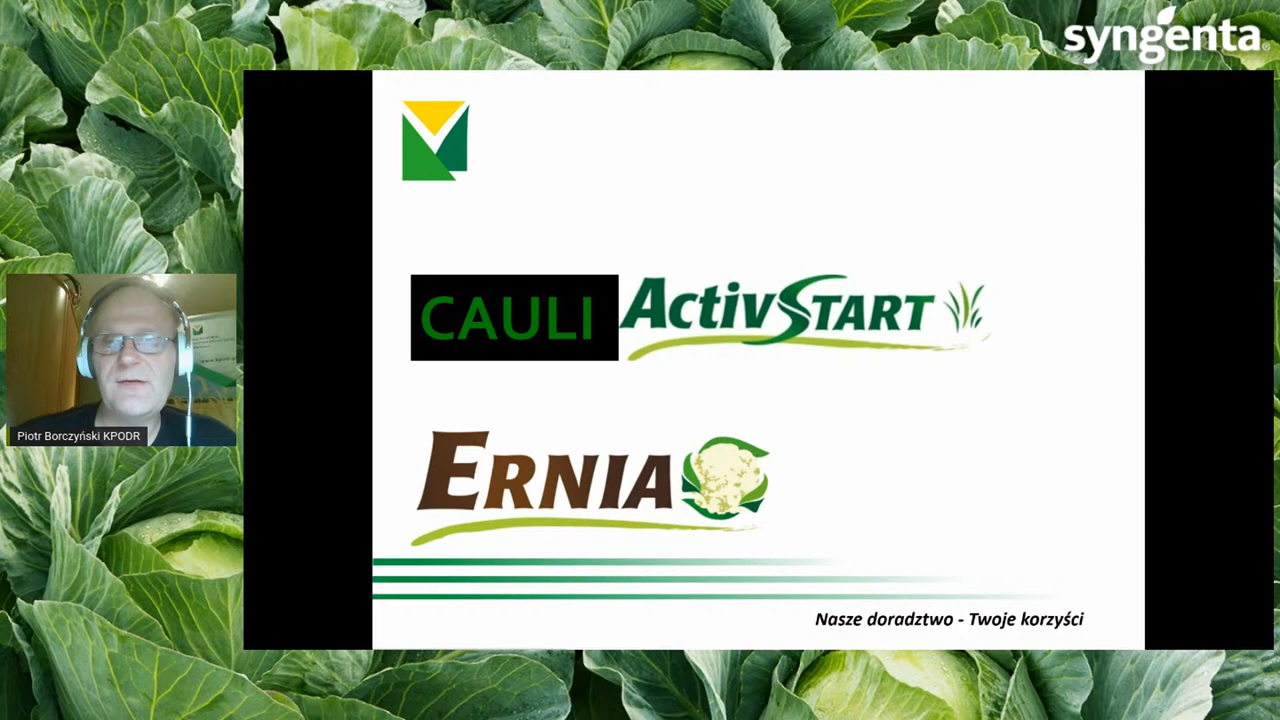 syngenta®
CAULI ActivSTART
ERNIA
Piotr Borczyński KPODR
Nasze doradztwo - Twoje korzyści